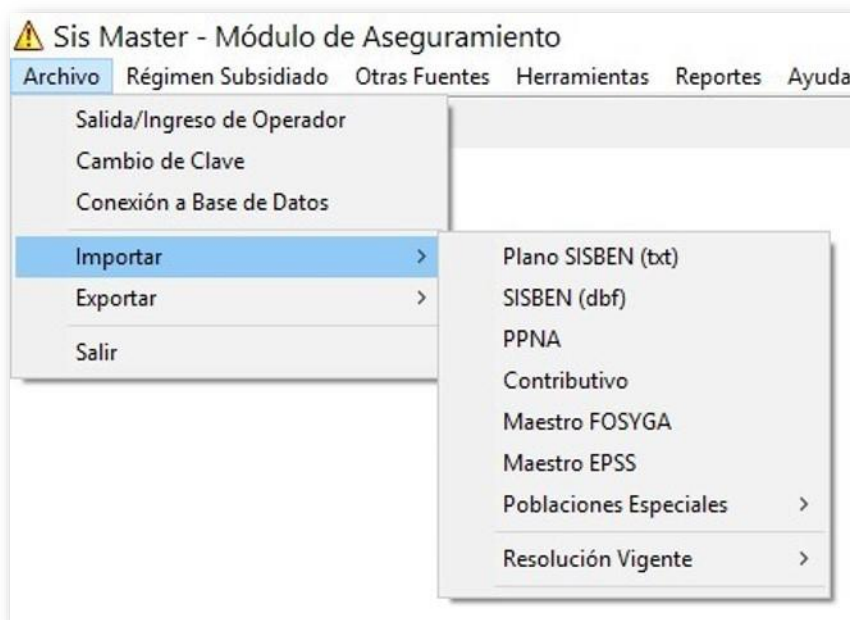 Sis Master - Módulo de Aseguramiento
Archivo Régimen Subsidiado Otras Fuentes Herramientas Reportes Ayuda
Salida/Ingreso de Operador
Cambio de Clave
Conexión a Base de Datos
Importar
Exportar
Salir
Plano SISBEN (txt)
SISBEN (dbf)
PPNA
Contributivo
Maestro FOSYGA
Maestro EPSS
Poblaciones Especiales
Resolución Vigente